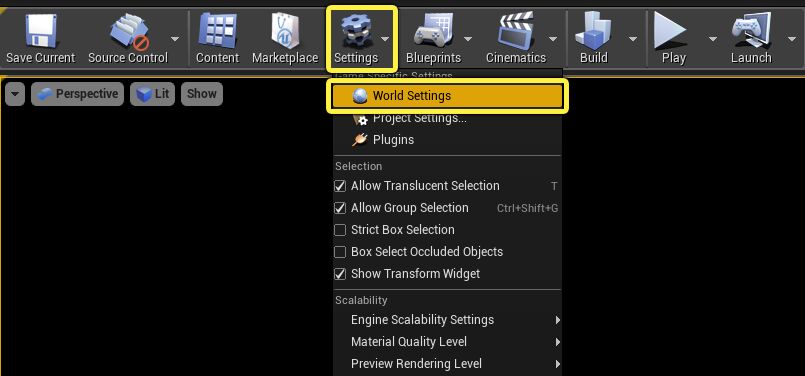 Save Current
Source Control
Content
Marketplace
Settings
Blueprints
Cinematics
Build
Play
Launch
Perspective
Lit
Show
Game Specific Settings
World Settings
Project Settings...
Plugins
Selection
Allow Translucent Selection T
Allow Group Selection Ctrl+Shift+G
Strict Box Selection
Box Select Occluded Objects
Show Transform Widget
Scalability
Engine Scalability Settings
Material Quality Level
Preview Rendering Level